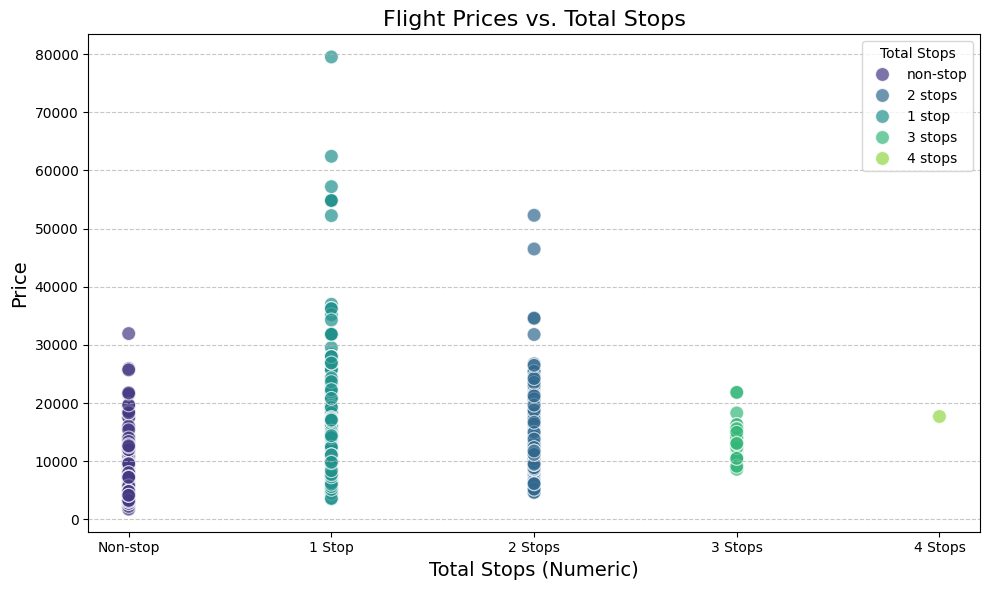 Flight Prices vs. Total Stops
Price
80000
70000
60000
50000
40000
30000
20000
10000
0
Total Stops
non-stop
2 stops
1 stop
3 stops
4 stops
Non-stop
1 Stop
2 Stops
3 Stops
4 Stops
Total Stops (Numeric)